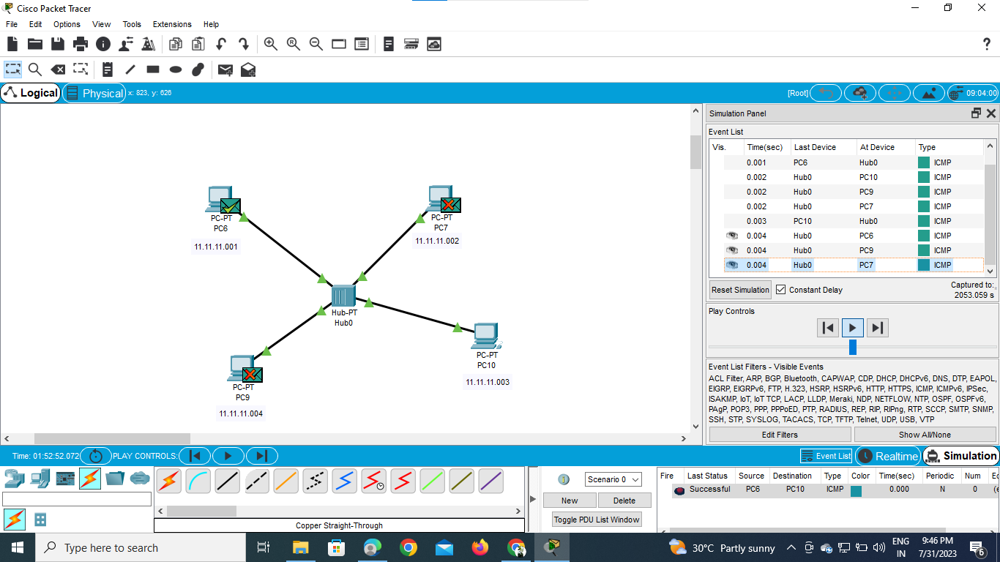 Cisco Packet Tracer
File Edit Options View Tools Extensions Help
?
Logical Physical x: 823, y: 626 [Root] 09:04:00
PC-PT
PC6
11.11.11.001
PC-PT
PC7
11.11.11.002
Hub-PT
Hub0
PC-PT
PC10
11.11.11.003
PC-PT
PC9
11.11.11.004
Simulation Panel
Event List
Vis. Time(sec) Last Device At Device Type
0.001 PC6 Hub0 ICMP
0.002 Hub0 PC10 ICMP
0.002 Hub0 PC9 ICMP
0.002 Hub0 PC7 ICMP
0.003 PC10 Hub0 ICMP
0.004 Hub0 PC6 ICMP
0.004 Hub0 PC9 ICMP
0.004 Hub0 PC7 ICMP
Reset Simulation Constant Delay Captured to:
2053.059 s
Play Controls
Event List Filters - Visible Events
ACL Filter, ARP, BGP, Bluetooth, CAPWAP, CDP, DHCP, DHCPv6, DNS, DTP, EAPOL,
EIGRP, EIGRPv6, FTP, H.323, HSRP, HSRPv6, HTTP, HTTPS, ICMP, ICMPv6, IPSec,
ISAKMP, IoT, IoT TCP, LACP, LLDP, Meraki, NDP, NETFLOW, NTP, OSPF, OSPFv6,
PAgP, POP3, PPP, PPPoED, PTP, RADIUS, REP, RIP, RIPng, RTP, SCCP, SMTP, SNMP,
SSH, STP, SYSLOG, TACACS, TCP, TFTP, Telnet, UDP, USB, VTP
Edit Filters Show All/None
Time: 01:52:52.072 PLAY CONTROLS: Event List Realtime Simulation
Copper Straight-Through
Scenario 0
New Delete
Toggle PDU List Window
Fire Last Status Source Destination Type Color Time(sec) Periodic Num Ec
Successful PC6 PC10 ICMP 0.000 N 0 (e
Type here to search
30°C Partly sunny
ENG
IN
9:46 PM
7/31/2023
6